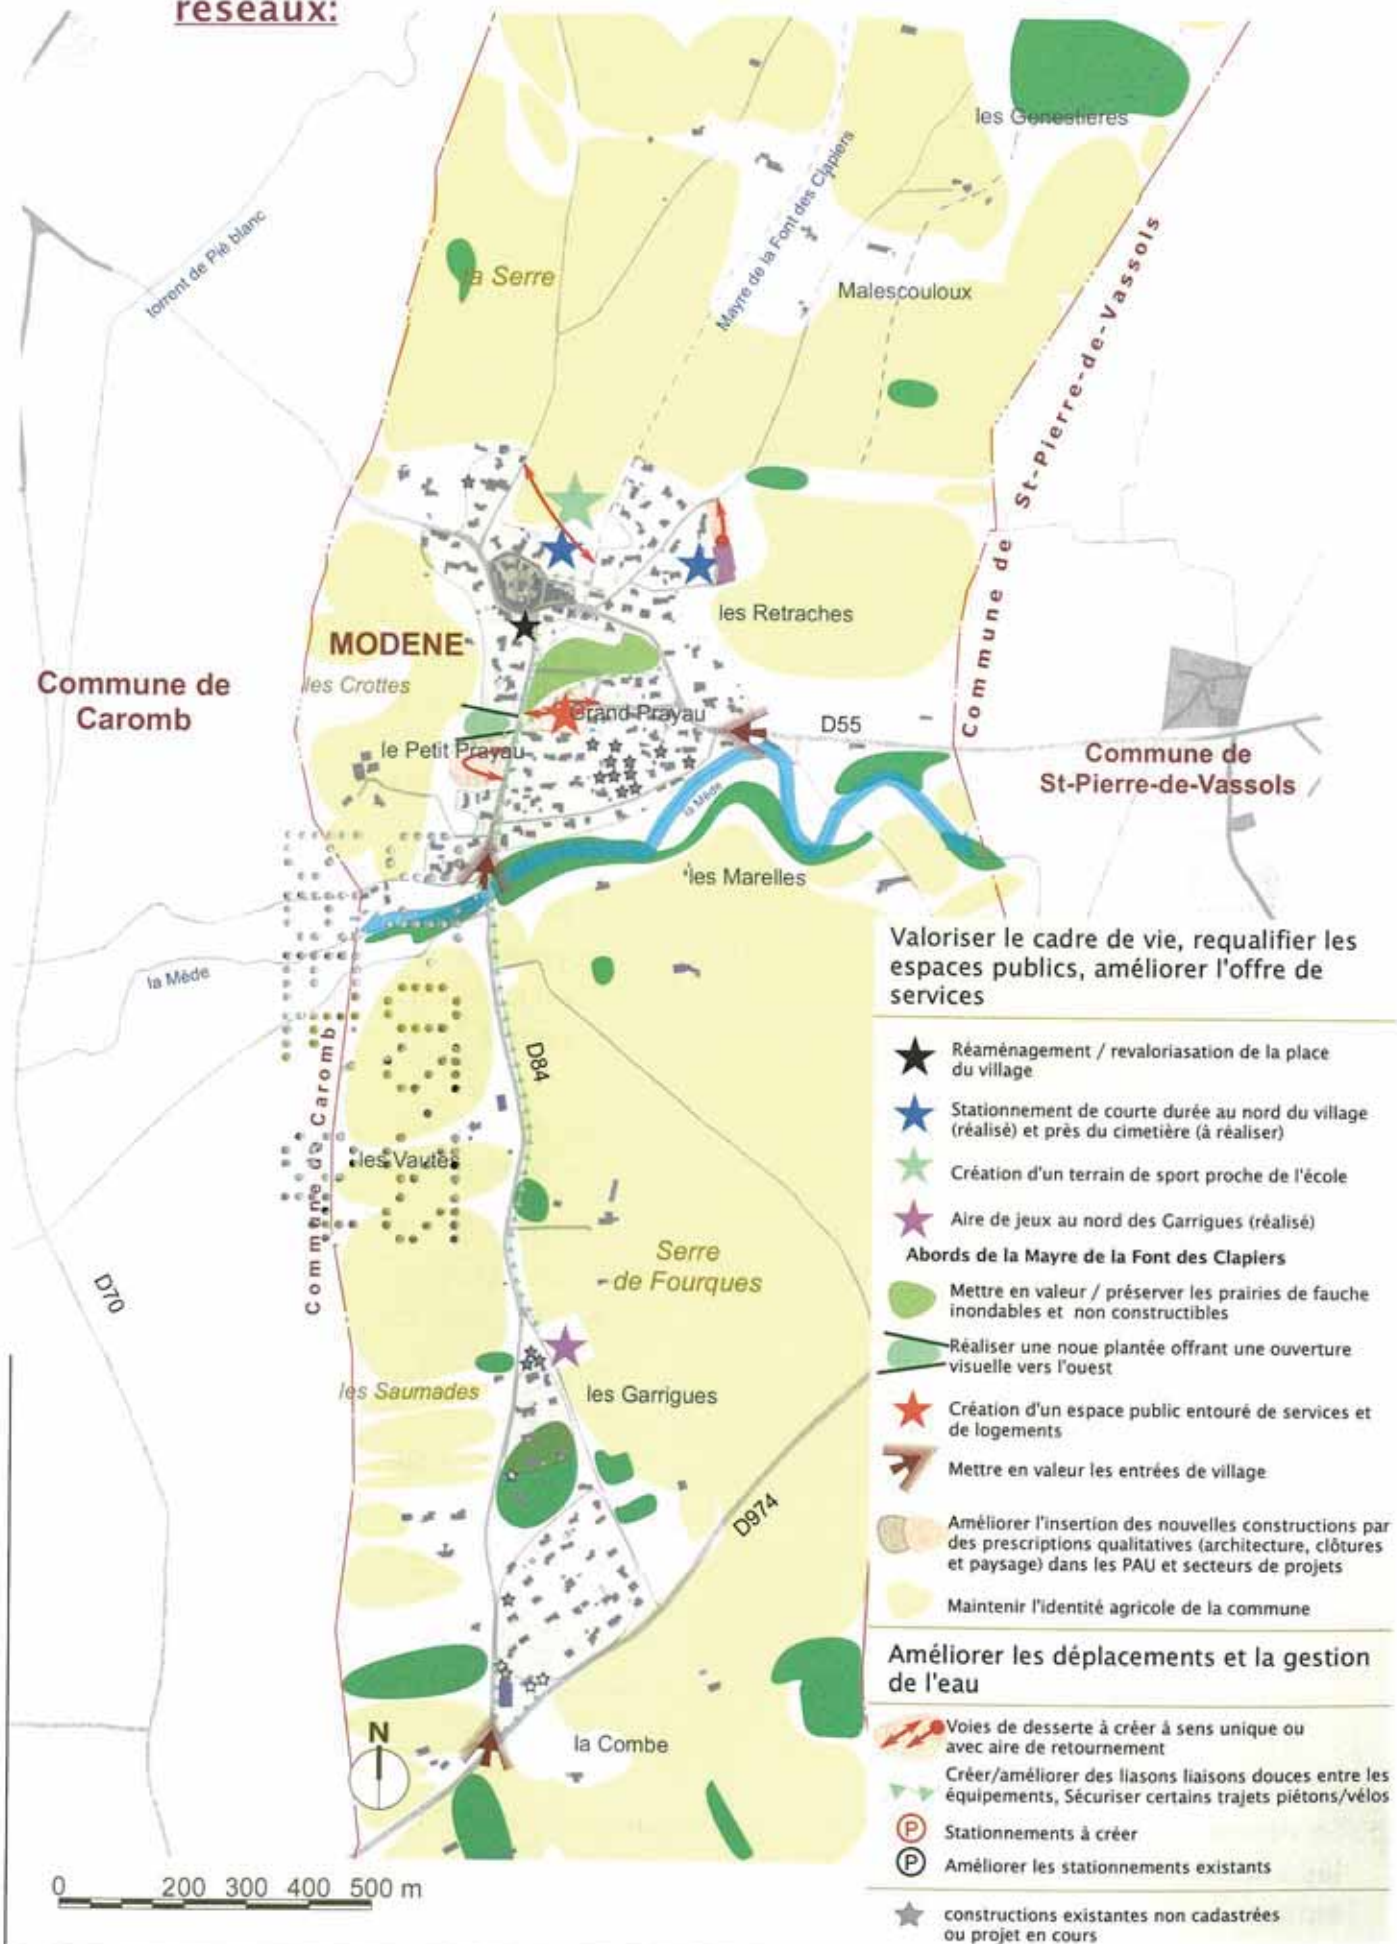 réseaux:
les Genestières
torrent de Piè blanc
Mayre de la Font des Clapiers
la Serre
Malescouloux
Commune de St-Pierre-de-Vassols
les Retraches
MODENE
les Crottes
Commune de
Caromb
Grand Prayau
D55
le Petit Prayau
Commune de
St-Pierre-de-Vassols
la Mède
les Marelles
la Mède
D84
Commune de Caromb
les Vautes
Serre
de Fourques
D70
les Saumades
les Garrigues
D974
N
la Combe
0 200 300 400 500 m
Valoriser le cadre de vie, requalifier les
espaces publics, améliorer l'offre de
services
Réaménagement / revaloriasation de la place
du village
Stationnement de courte durée au nord du village
(réalisé) et près du cimetière (à réaliser)
Création d'un terrain de sport proche de l'école
Aire de jeux au nord des Garrigues (réalisé)
Abords de la Mayre de la Font des Clapiers
Mettre en valeur / préserver les prairies de fauche
inondables et non constructibles
Réaliser une noue plantée offrant une ouverture
visuelle vers l'ouest
Création d'un espace public entouré de services et
de logements
Mettre en valeur les entrées de village
Améliorer l'insertion des nouvelles constructions par
des prescriptions qualitatives (architecture, clôtures
et paysage) dans les PAU et secteurs de projets
Maintenir l'identité agricole de la commune
Améliorer les déplacements et la gestion
de l'eau
Voies de desserte à créer à sens unique ou
avec aire de retournement
Créer/améliorer des liasons liaisons douces entre les
équipements, Sécuriser certains trajets piétons/vélos
P Stationnements à créer
P Améliorer les stationnements existants
constructions existantes non cadastrées
ou projet en cours